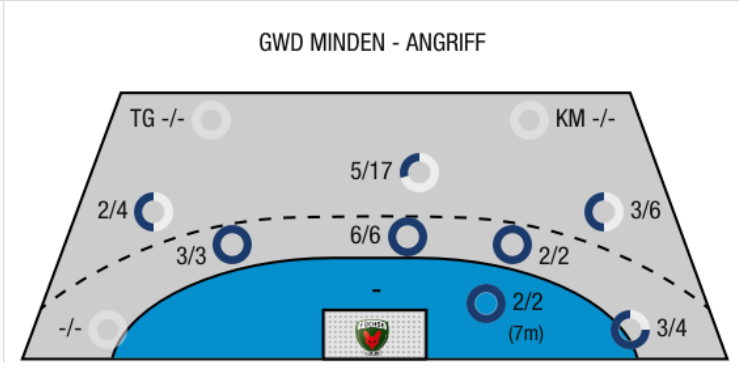 GWD MINDEN - ANGRIFF
TG -/-
KM -/-
5/17
2/4
3/6
3/3
6/6
2/2
-
2/2
(7m)
-/-
3/4
FÜCHSE